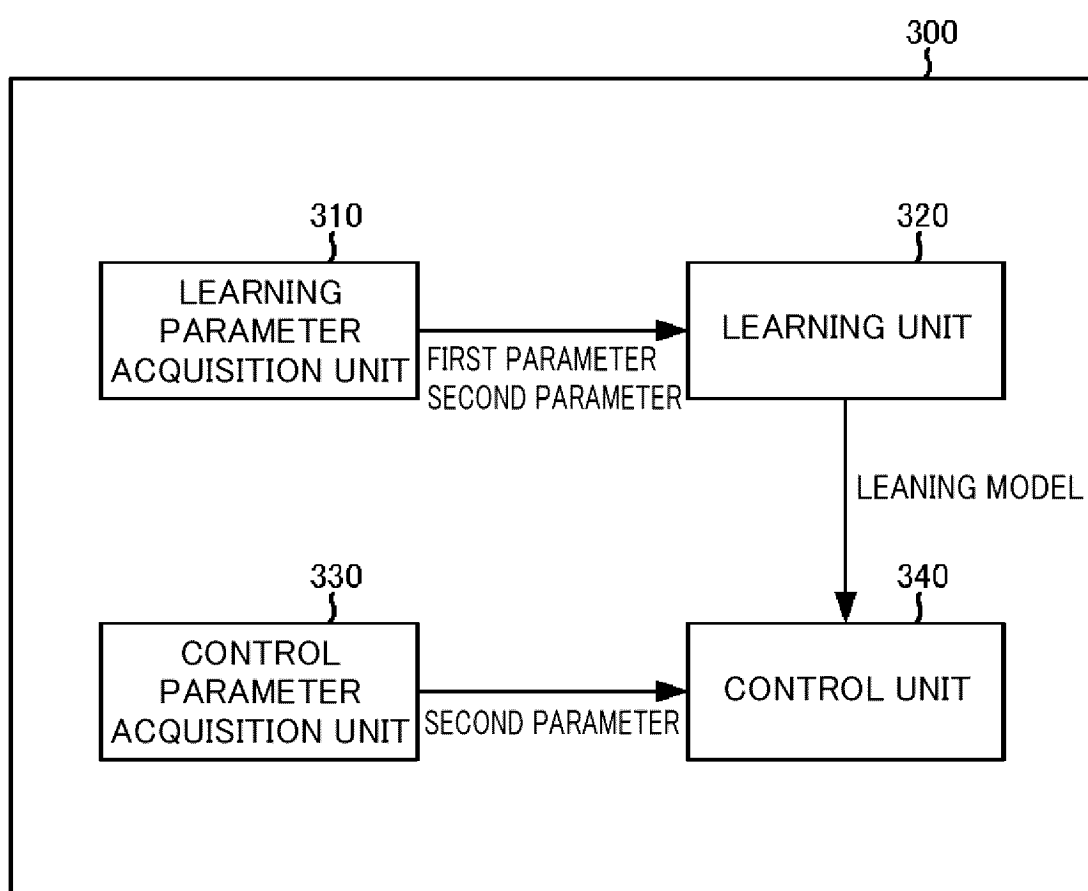 300
310
LEARNING
PARAMETER
ACQUISITION UNIT
FIRST PARAMETER
SECOND PARAMETER
320
LEARNING UNIT
LEANING MODEL
330
CONTROL
PARAMETER
ACQUISITION UNIT
SECOND PARAMETER
340
CONTROL UNIT